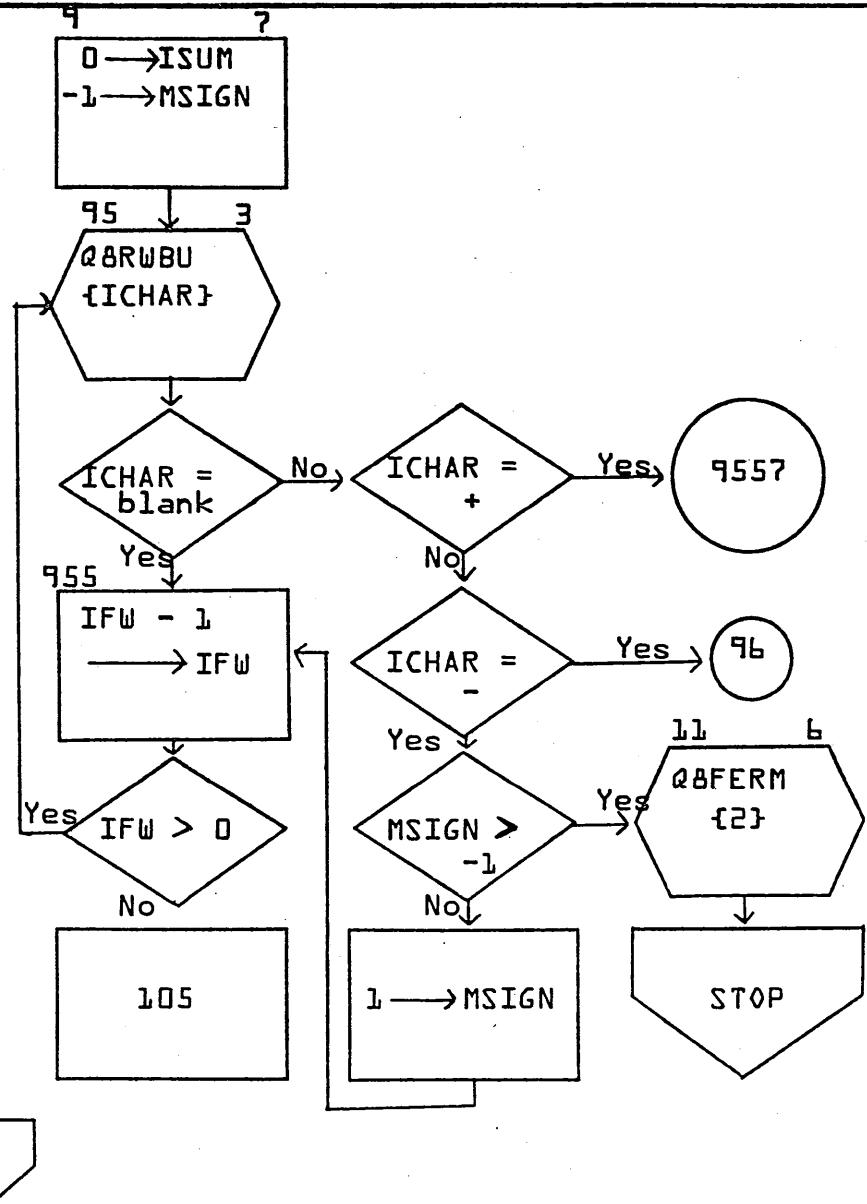 9 7
0 → ISUM
-1 → MSIGN
95 3
Q8RWBU
{ICHAR}
ICHAR =
blank
No
ICHAR =
+
Yes
9557
Yes
No
955
IFW - 1
→ IFW
ICHAR =
-
Yes
96
Yes
11 6
Q8FERM
{2}
Yes
IFW > 0
MSIGN >
-1
Yes
No
No
105
1 → MSIGN
STOP